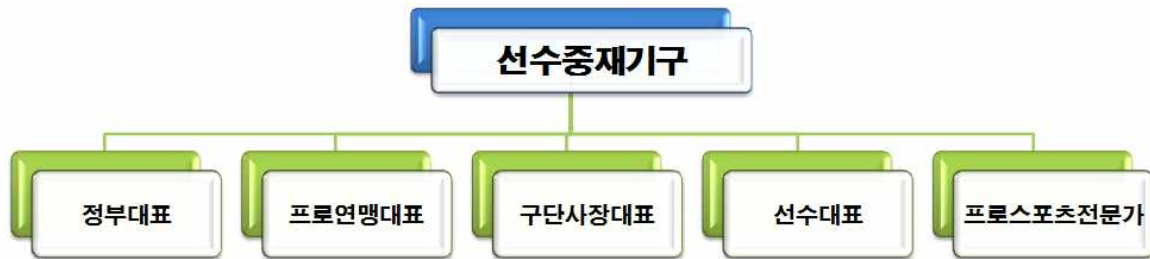 선수중재기구
정부대표
프로연맹대표
구단사장대표
선수대표
프로스포츠전문가